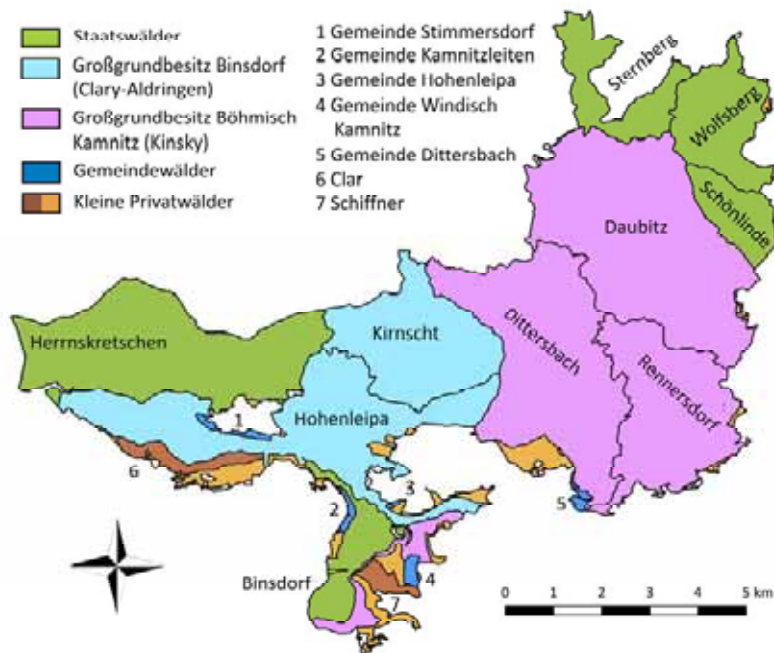 Staatswälder
Großgrundbesitz Binsdorf
(Clary-Aldringen)
Großgrundbesitz Böhmisch
Kamnitz (Kinsky)
Gemeindewälder
Kleine Privatwälder
1 Gemeinde Stimmersdorf
2 Gemeinde Kamnitzleiten
3 Gemeinde Hohenleipa
4 Gemeinde Windisch
Kamnitz
5 Gemeinde Dittersbach
6 Clar
7 Schiffner
Sternberg
Wolfsberg
Schönlinde
Daubitz
Kirnscht
Dittersbach
Herrnskretschen
Rennersdorf
Hohenleipa
1
6
3
2
5
Binsdorf
4
7
0 1 2 3 4 5 km